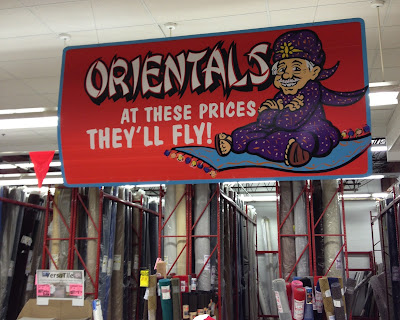 ORIENTALS
AT THESE PRICES
THEY'LL FLY!